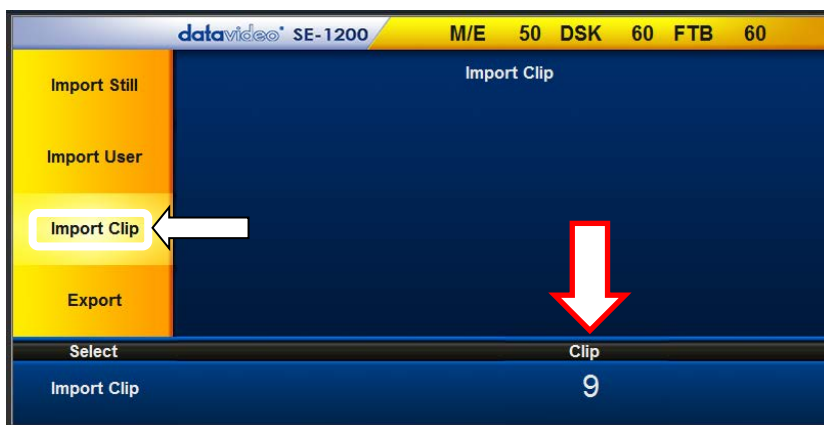 datavideo SE-1200 M/E 50 DSK 60 FTB 60
Import Still
Import Clip
Import User
Import Clip
Export
Select Clip
Import Clip 9